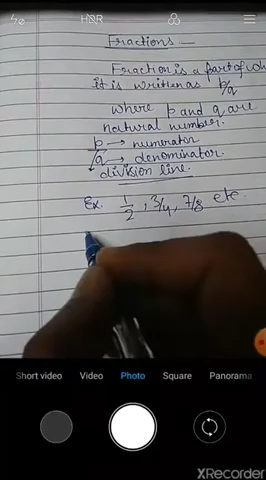 HDR
Fractions
Fraction is a part of
it is written as p/q
where p and q are
natural number.
p → numerator
q → denominator.
division line.
Ex. 1/2, 3/4, 7/8 etc.
Short video Video Photo Square Panorama
XRecorder